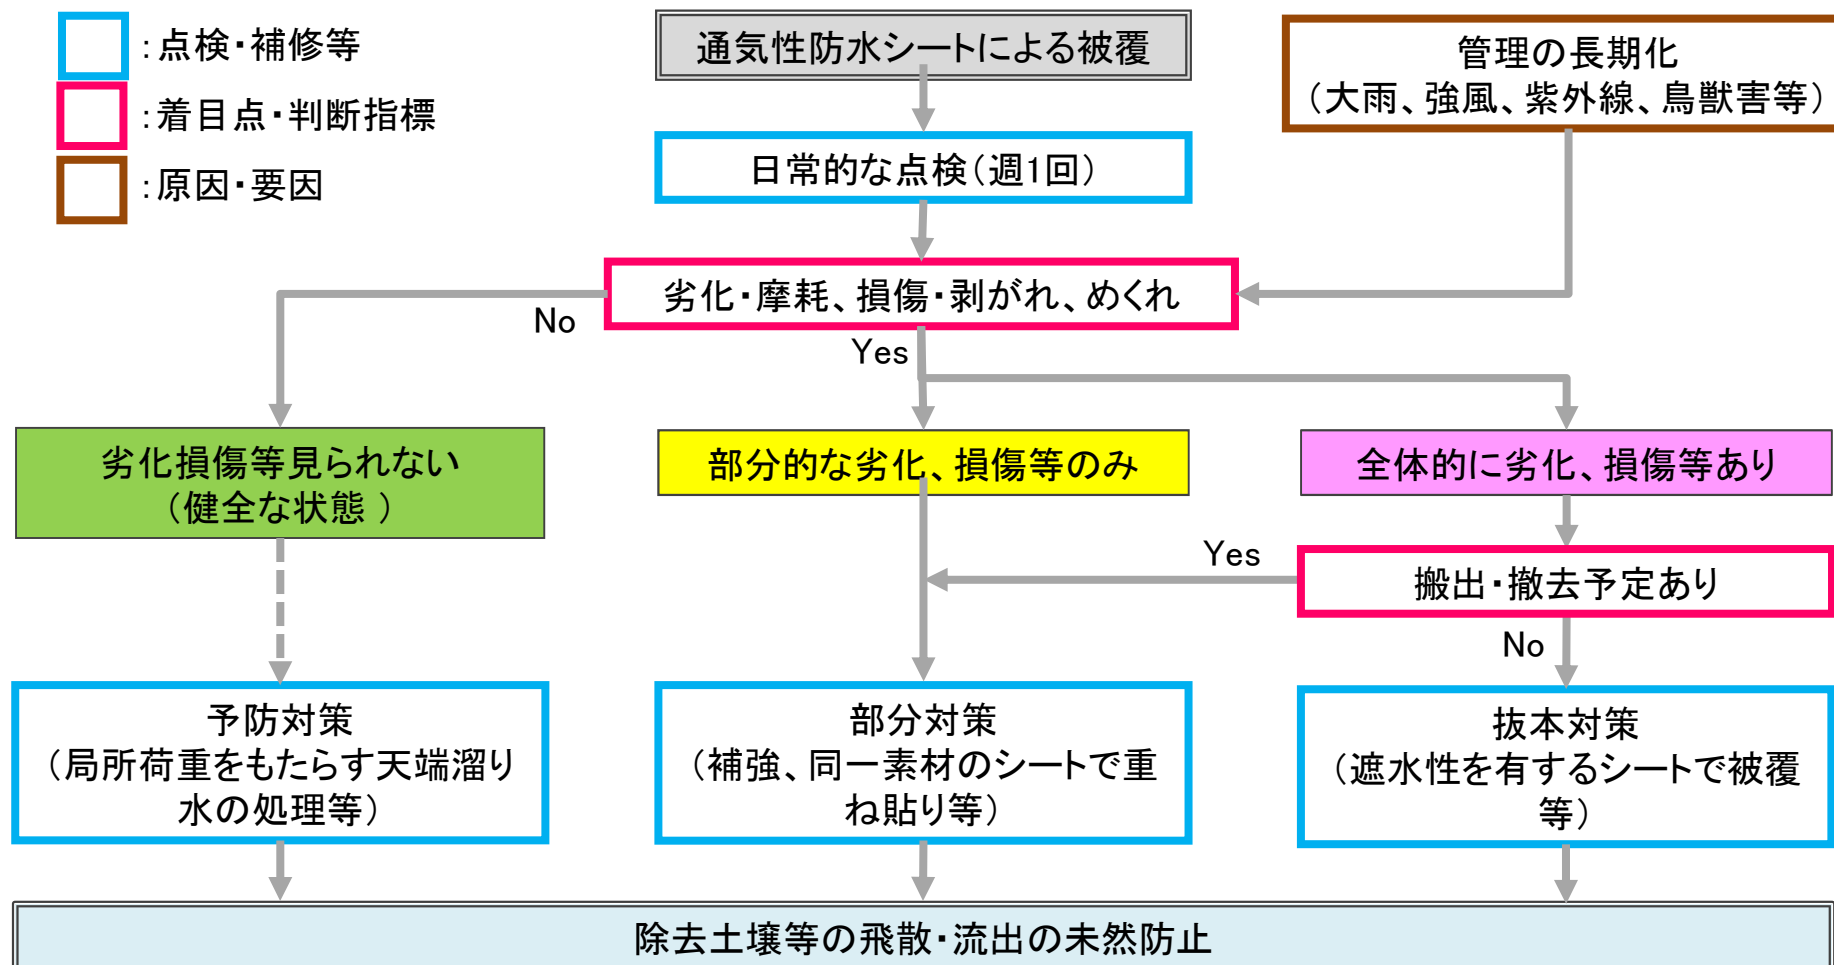 ：点検・補修等
：着目点・判断指標
：原因・要因
通気性防水シートによる被覆
管理の長期化
（大雨、強風、紫外線、鳥獣害等）
日常的な点検（週1回）
劣化・摩耗、損傷・剥がれ、めくれ
No
Yes
劣化損傷等見られない
（健全な状態 ）
部分的な劣化、損傷等のみ
全体的に劣化、損傷等あり
Yes
搬出・撤去予定あり
No
予防対策
（局所荷重をもたらす天端溜り
水の処理等）
部分対策
（補強、同一素材のシートで重
ね貼り等）
抜本対策
（遮水性を有するシートで被覆
等）
除去土壌等の飛散・流出の未然防止